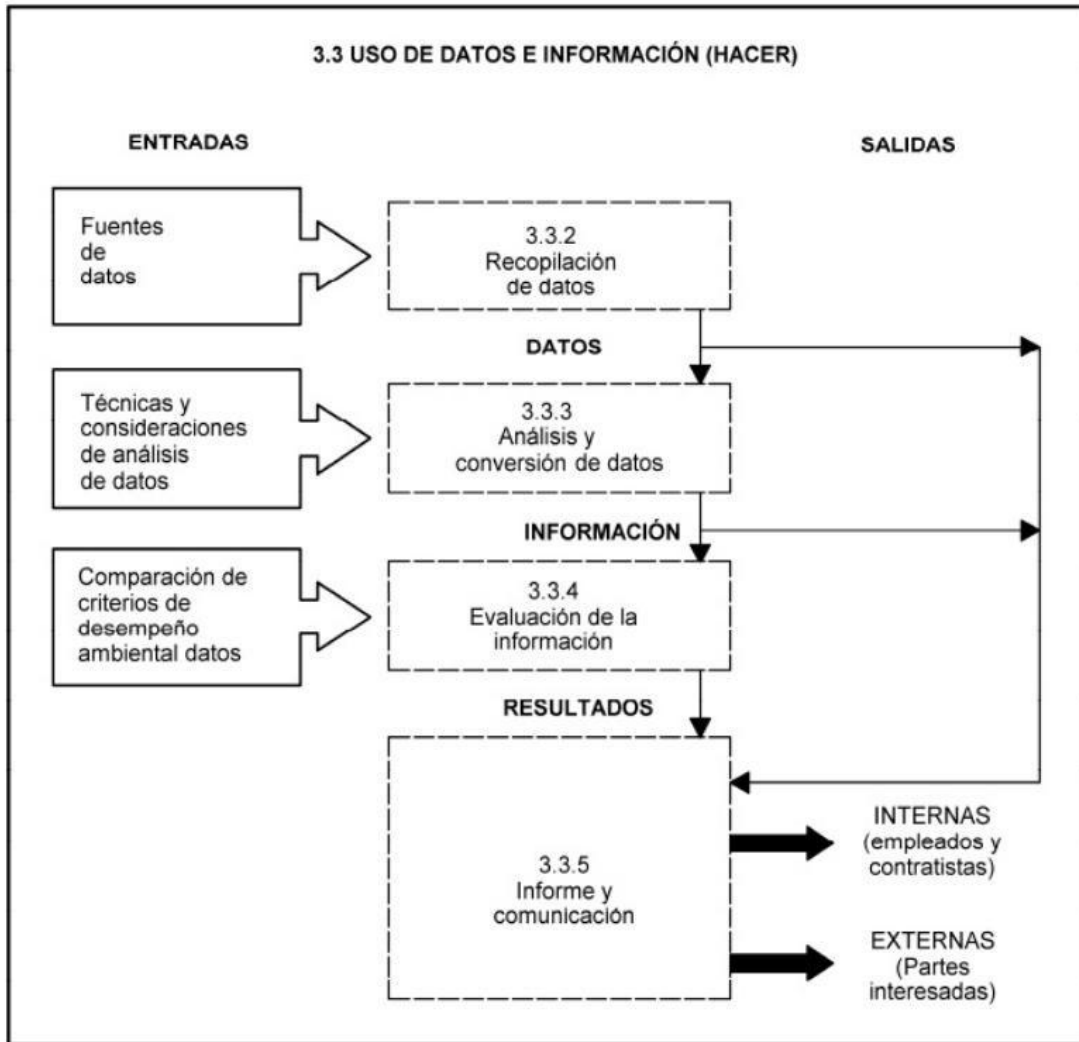 3.3 USO DE DATOS E INFORMACIÓN (HACER)
ENTRADAS
SALIDAS
Fuentes
de
datos
3.3.2
Recopilación
de datos
DATOS
Técnicas y
consideraciones
de análisis
de datos
3.3.3
Análisis y
conversión de datos
INFORMACIÓN
Comparación de
criterios de
desempeño
ambiental datos
3.3.4
Evaluación de la
información
RESULTADOS
3.3.5
Informe y
comunicación
INTERNAS
(empleados y
contratistas)
EXTERNAS
(Partes
interesadas)